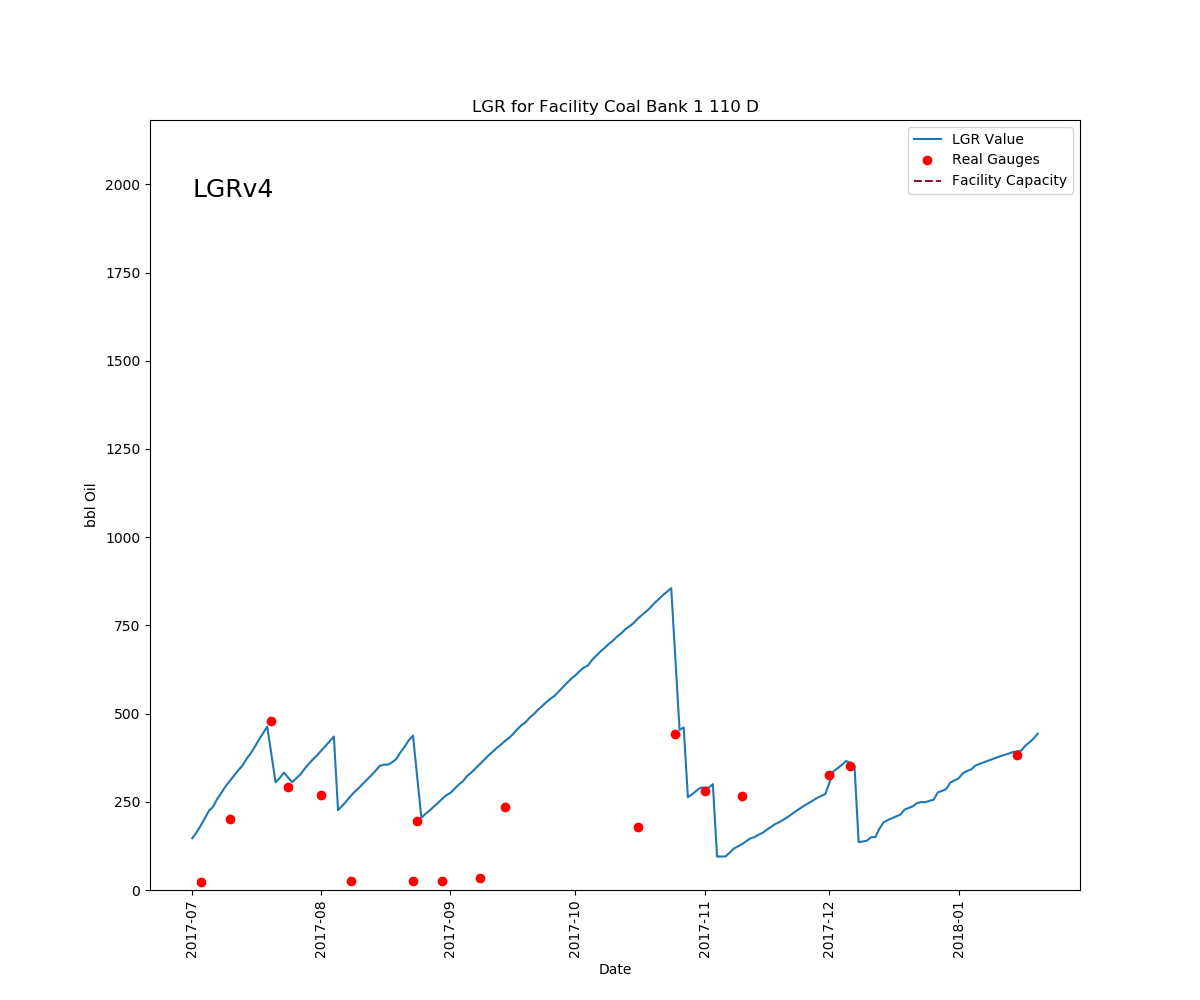 LGR for Facility Coal Bank 1 110 D
LGR Value
Real Gauges
Facility Capacity
LGRv4
2000
1750
1500
1250
1000
750
500
250
0
bbl Oil
2017-07
2017-08
2017-09
2017-10
2017-11
2017-12
2018-01
Date